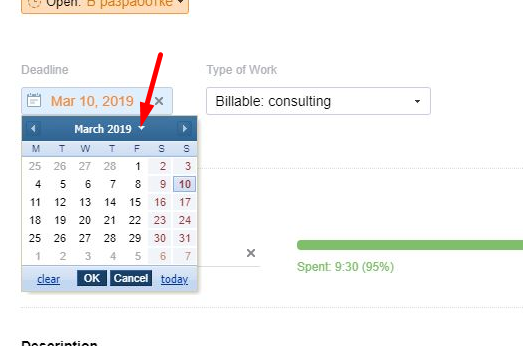 Open: В разработке
Deadline
Type of Work
Mar 10, 2019
Billable: consulting
March 2019
M T W T F S S
25 26 27 28 1 2 3
4 5 6 7 8 9 10
11 12 13 14 15 16 17
18 19 20 21 22 23 24
25 26 27 28 29 30 31
1 2 3 4 5 6 7
clear OK Cancel today
Spent: 9:30 (95%)
Description